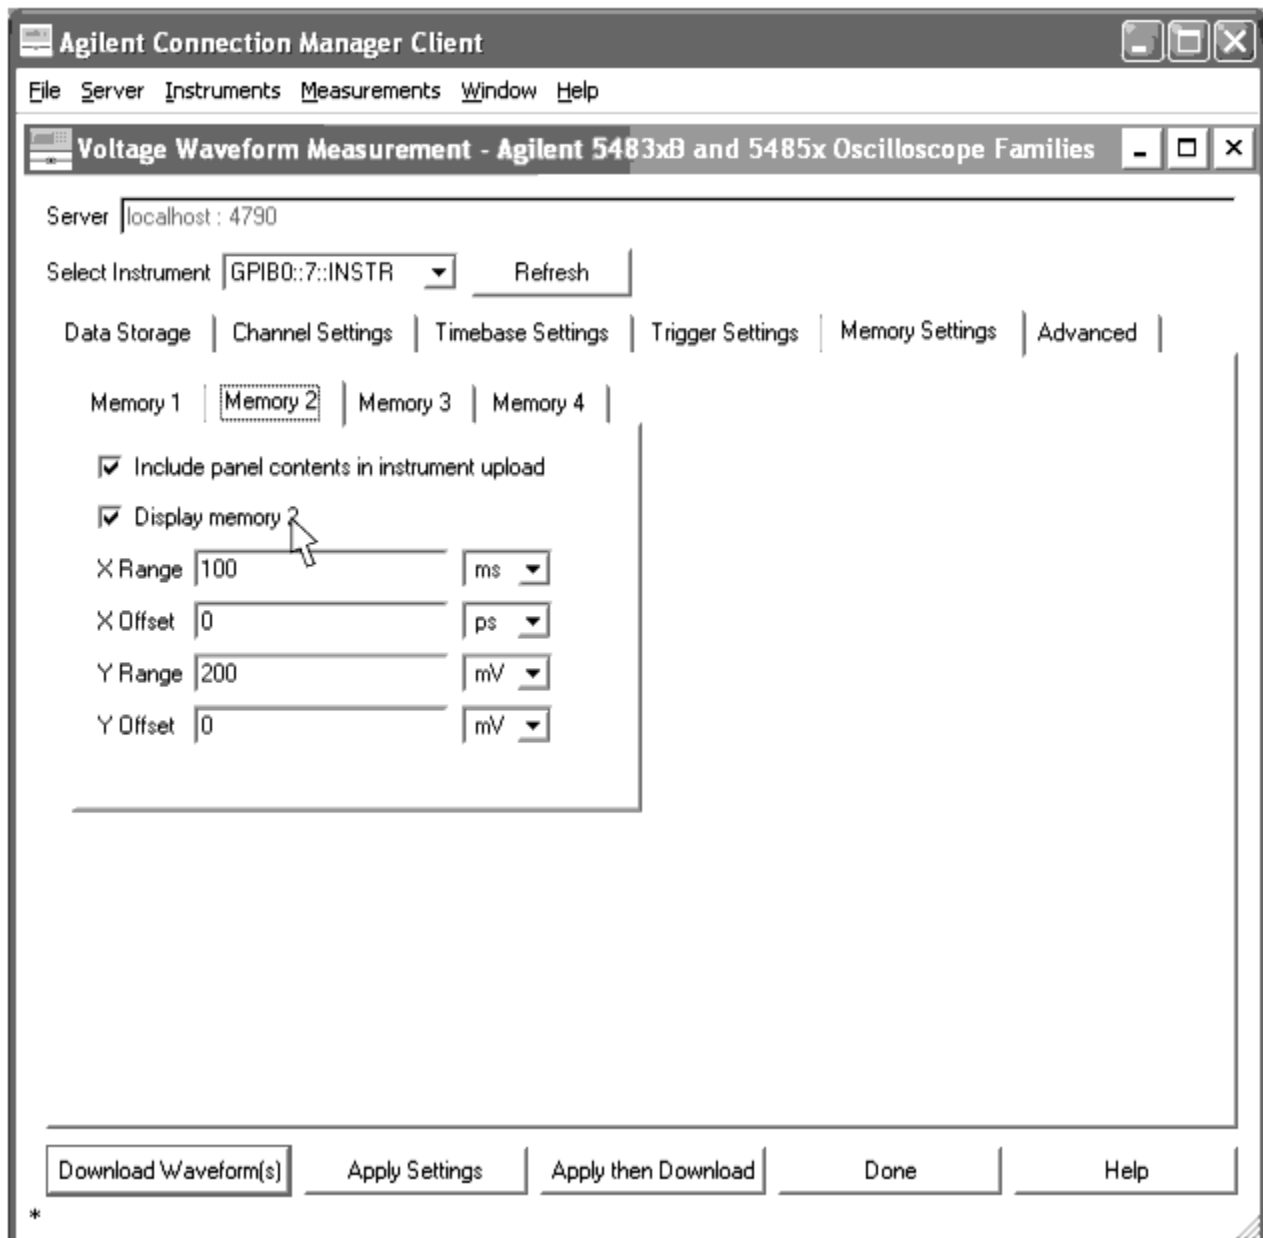 Agilent Connection Manager Client
File Server Instruments Measurements Window Help
Voltage Waveform Measurement - Agilent 5483xB and 5485x Oscilloscope Families
Server localhost : 4790
Select Instrument GPIB0::7::INSTR Refresh
Data Storage Channel Settings Timebase Settings Trigger Settings Memory Settings Advanced
Memory 1 Memory 2 Memory 3 Memory 4
Include panel contents in instrument upload
Display memory 2
X Range 100 ms
X Offset 0 ps
Y Range 200 mV
Y Offset 0 mV
Download Waveform(s) Apply Settings Apply then Download Done Help
*